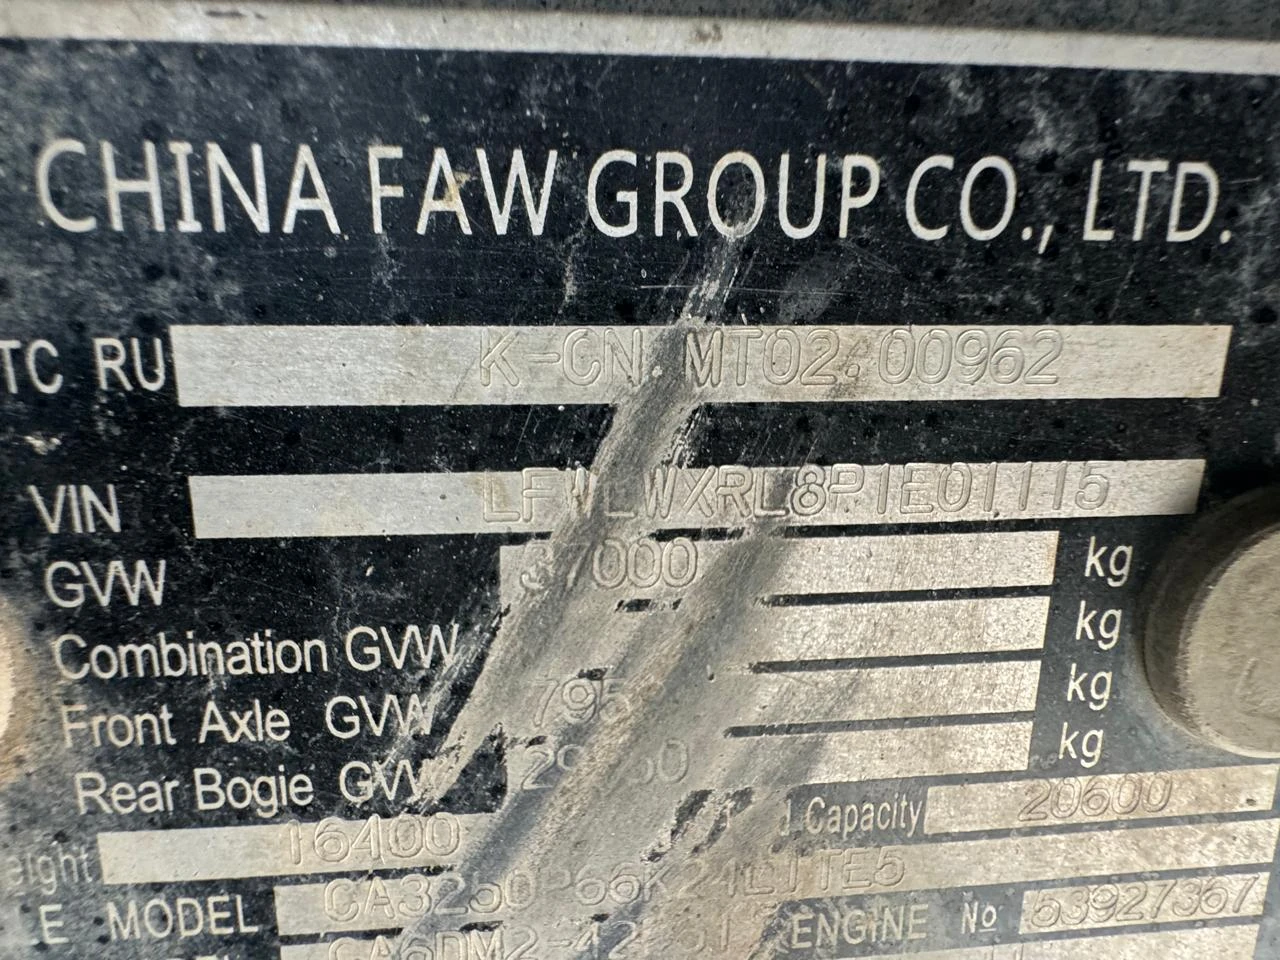 CHINA FAW GROUP CO., LTD.
TC RU K-CN.MT02.00962
VIN LFWLWXRL8P1E01115
GVW 37000 kg
Combination GVW kg
Front Axle GVW kg
Rear Bogie GVW kg
16400 Capacity 20600
E MODEL
ENGINE No 53927367